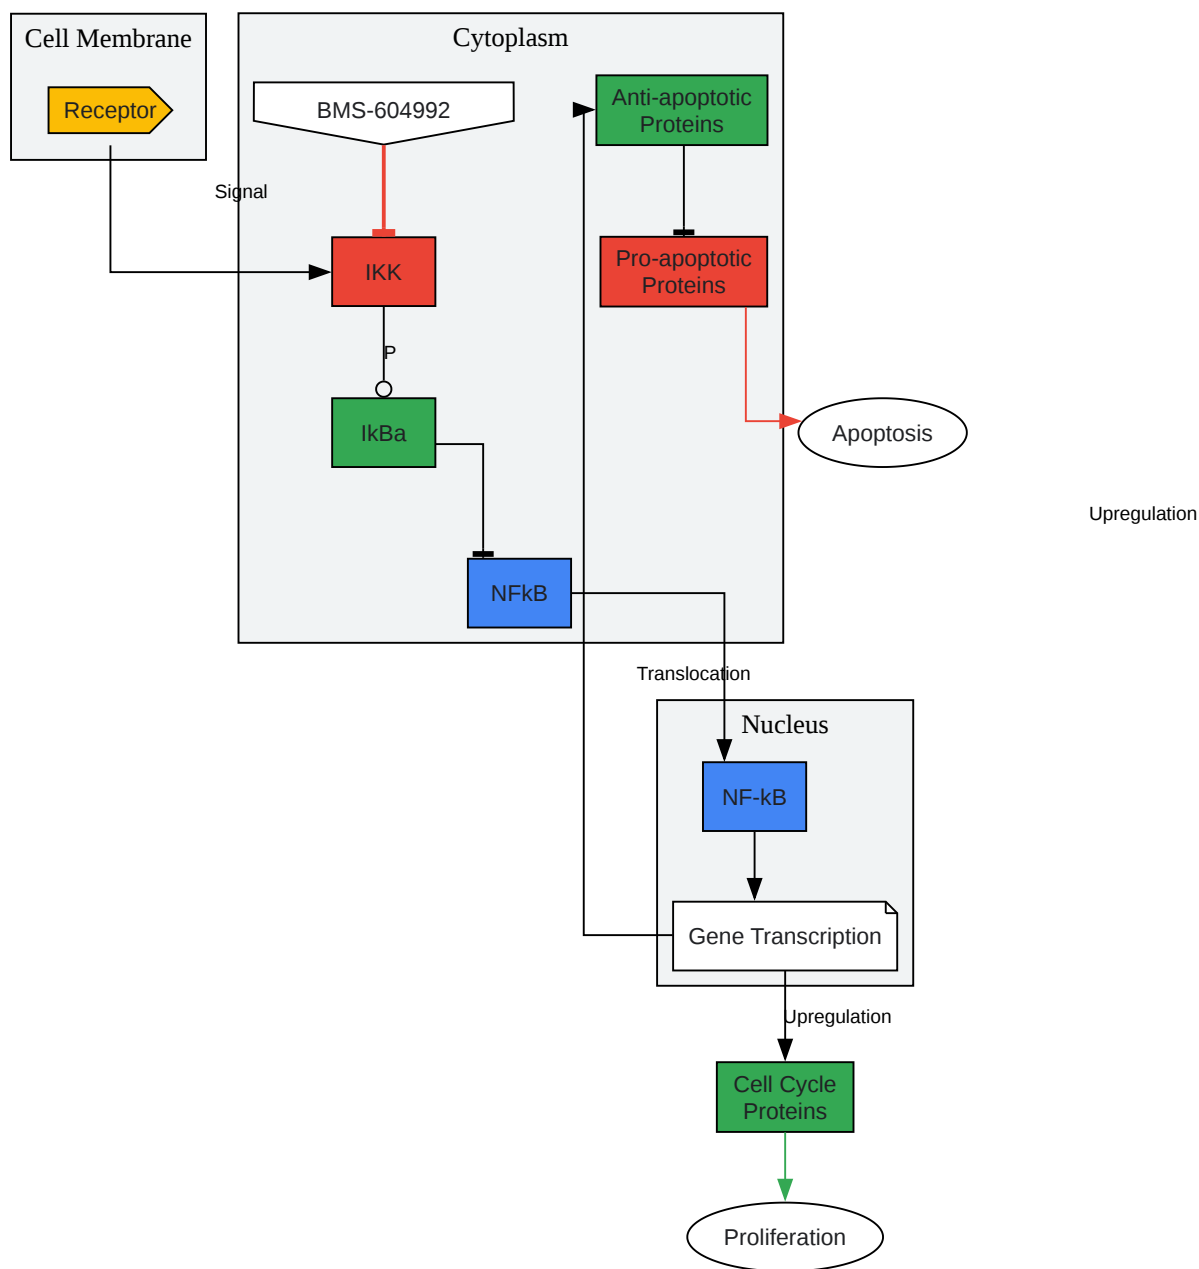 Cell Membrane
Receptor
Cytoplasm
BMS-604992
Anti-apoptotic
Proteins
Signal
IKK
Pro-apoptotic
Proteins
P
IkBa
Apoptosis
Upregulation
NFkB
Translocation
Nucleus
NF-kB
Gene Transcription
Upregulation
Cell Cycle
Proteins
Proliferation